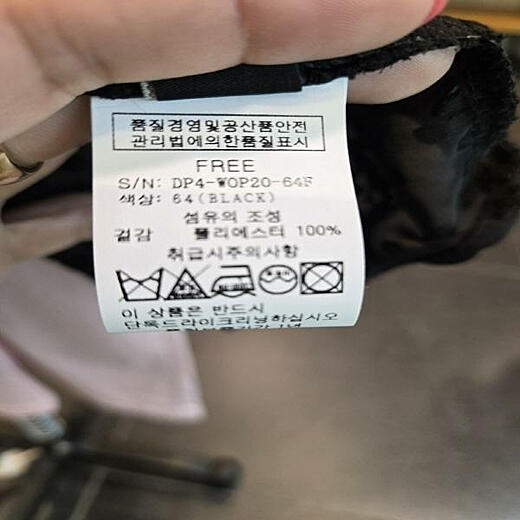 품질경영및공산품안전
관리법에의한품질표시
FREE
S/N: DP4-WOP20-64F
색상: 64(BLACK)
섬유의 조성
겉감 폴리에스터 100%
취급시주의사항
이 상품은 반드시
단독드라이크리닝하십시오